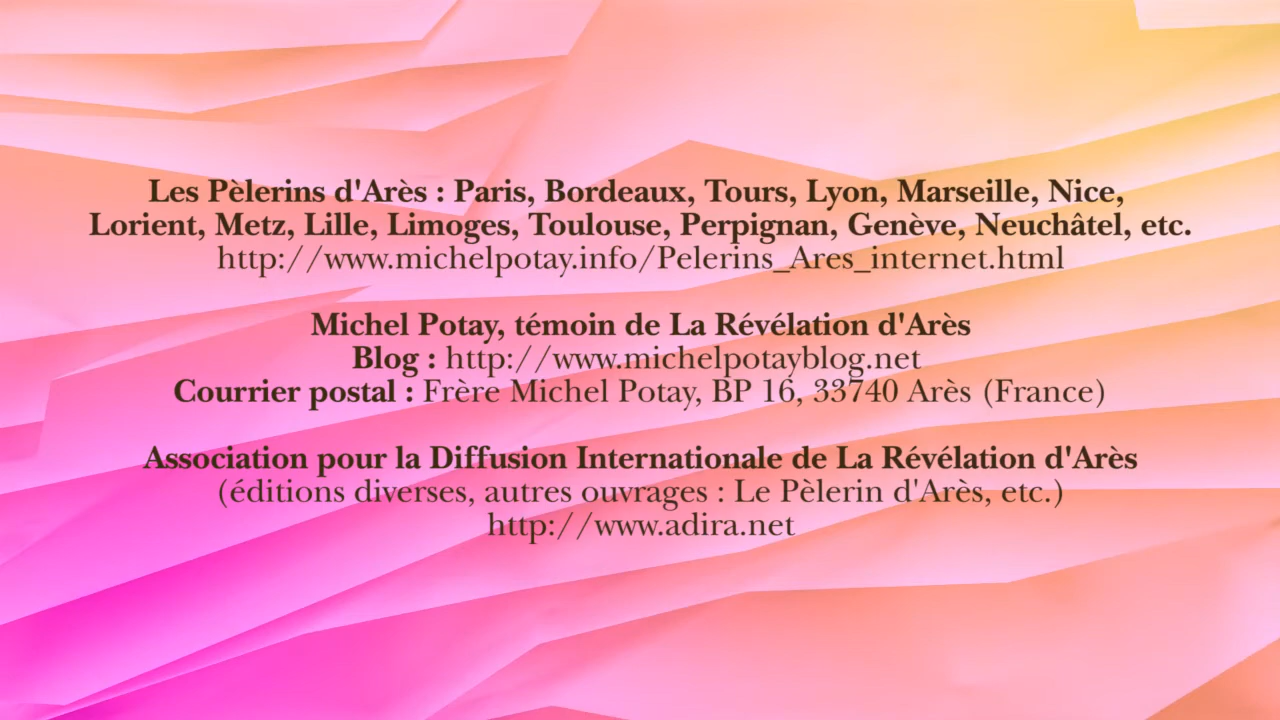 Les Pèlerins d'Arès : Paris, Bordeaux, Tours, Lyon, Marseille, Nice,
Lorient, Metz, Lille, Limoges, Toulouse, Perpignan, Genève, Neuchâtel, etc.
http://www.michelpotay.info/Pelerins_Ares_internet.html
Michel Potay, témoin de La Révélation d'Arès
Blog : http://www.michelpotayblog.net
Courrier postal : Frère Michel Potay, BP 16, 33740 Arès (France)
Association pour la Diffusion Internationale de La Révélation d'Arès
(éditions diverses, autres ouvrages : Le Pèlerin d'Arès, etc.)
http://www.adira.net